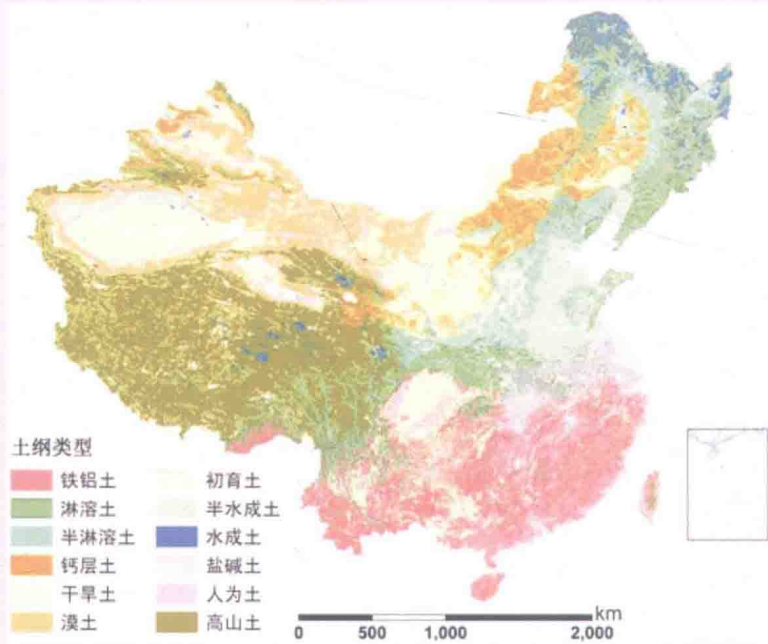 土纲类型
铁铝土
初育土
淋溶土
半水成土
半淋溶土
水成土
钙层土
盐碱土
干旱土
人为土
漠土
高山土
km
0 500 1,000 2,000